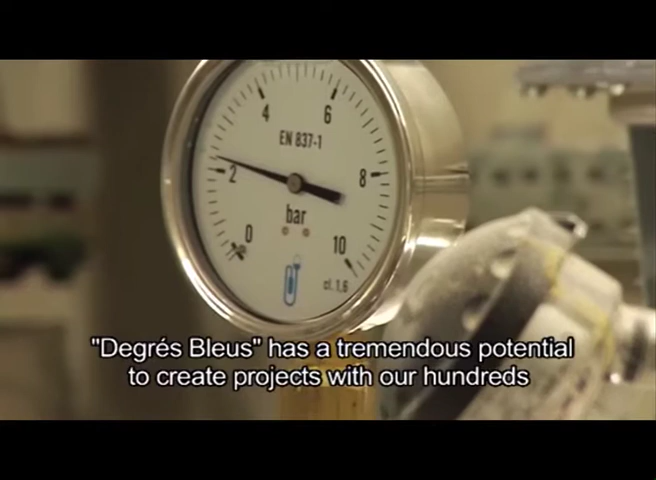 4 6
EN 837-1
2 8
bar
0 10
cl. 1.6
"Degrés Bleus" has a tremendous potential
to create projects with our hundreds